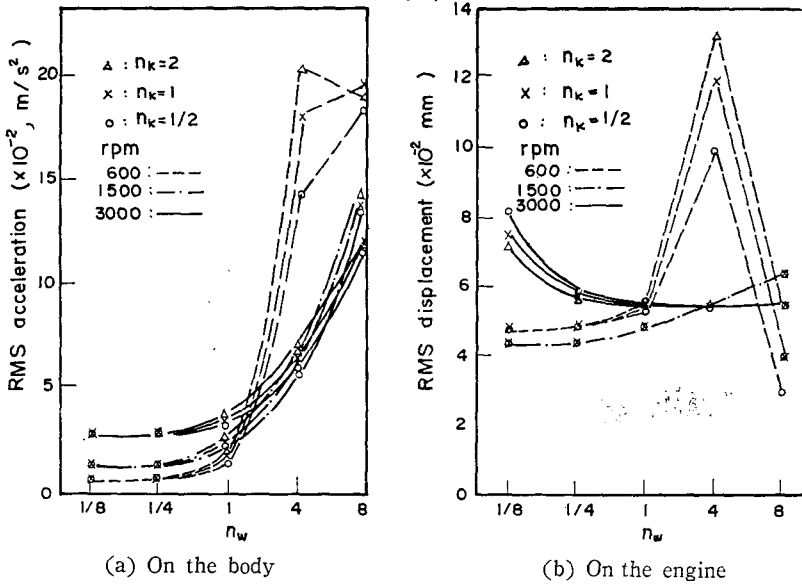 RMS acceleration (×10⁻², m/s²)
20
15
10
5
0
△ : nₖ=2
× : nₖ=1
○ : nₖ=1/2
rpm
600 :
1500 :
3000 :
1/8 1/4 1 4 8
n_w
(a) On the body
RMS displacement (×10⁻² mm)
14
12
10
8
6
4
2
0
△ : nₖ=2
× : nₖ=1
○ : nₖ=1/2
rpm
600 :
1500 :
3000 :
1/8 1/4 1 4 8
n_w
(b) On the engine